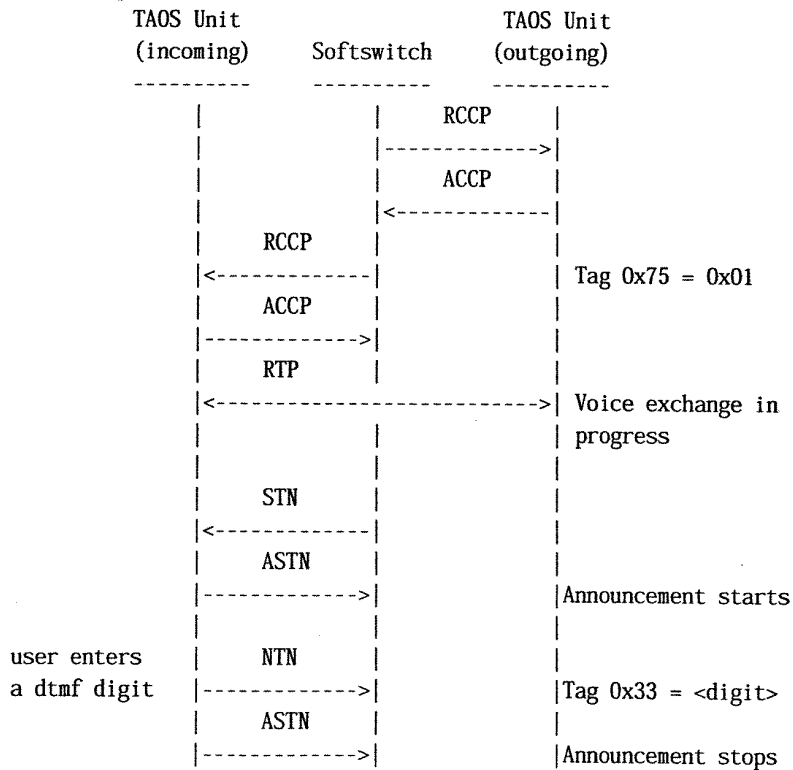 TAOS Unit TAOS Unit
(incoming) Softswitch (outgoing)
---------- ---------- ----------
| | RCCP |
| |------------->|
| | ACCP |
| |<-------------|
| RCCP | |
|<-------------| | Tag 0x75 = 0x01
| ACCP | |
|------------->| |
| RTP | |
|<---------------------------->| Voice exchange in
| | | progress
| | |
| STN | |
|<-------------| |
| ASTN | |
|------------->| |Announcement starts
| | |
user enters | NTN | |
a dtmf digit |------------->| |Tag 0x33 = <digit>
| ASTN | |
|------------->| |Announcement stops